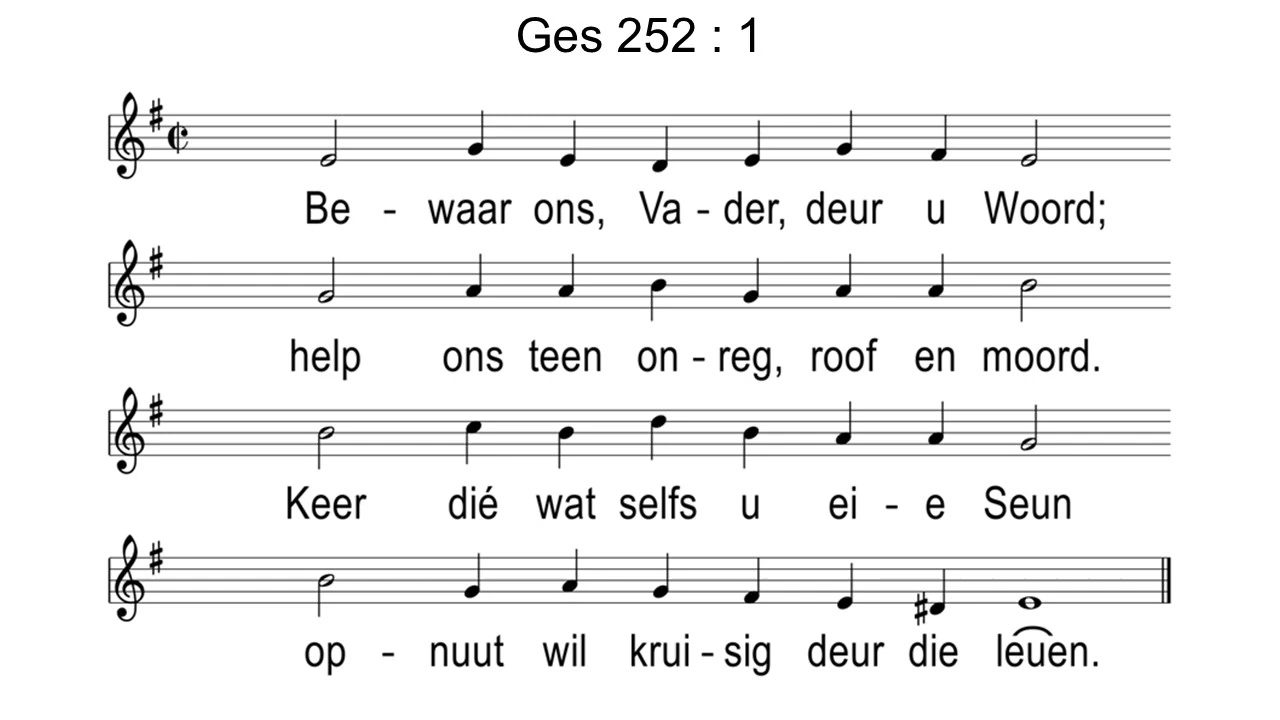 Ges 252 : 1
Be - waar ons, Va - der, deur u Woord;
help ons teen on - reg, roof en moord.
Keer dié wat selfs u ei - e Seun
op - nuut wil krui - sig deur die leuen.